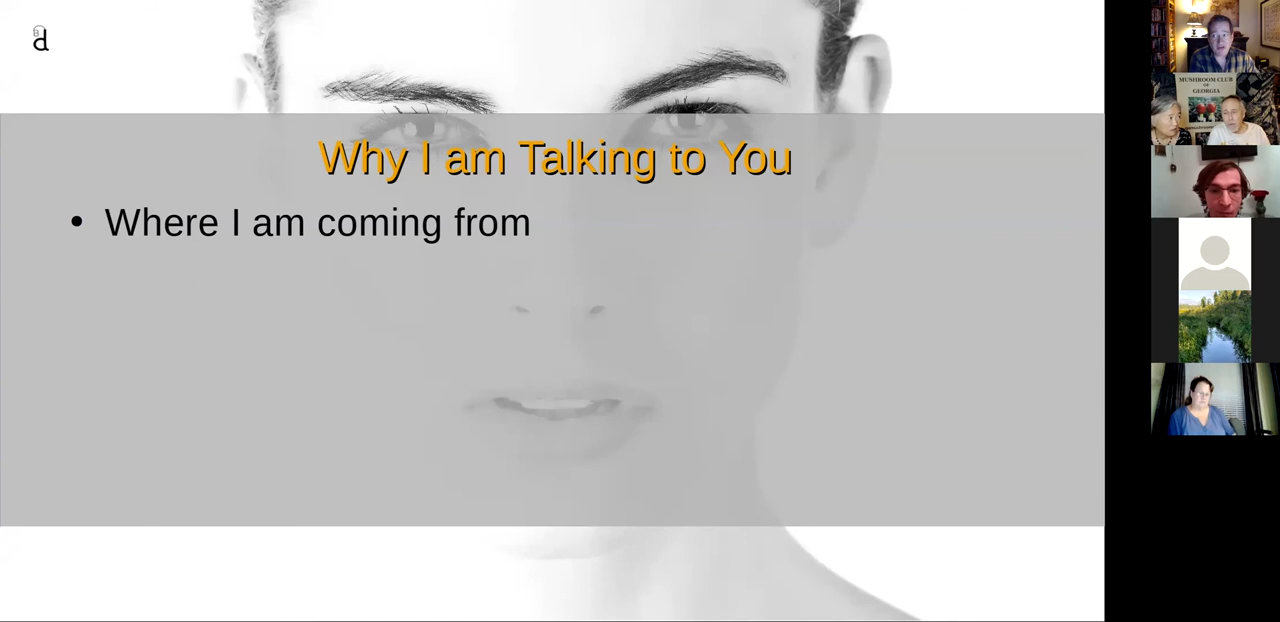 Why I am Talking to You
• Where I am coming from
MUSHROOM CLUB
OF
GEORGIA